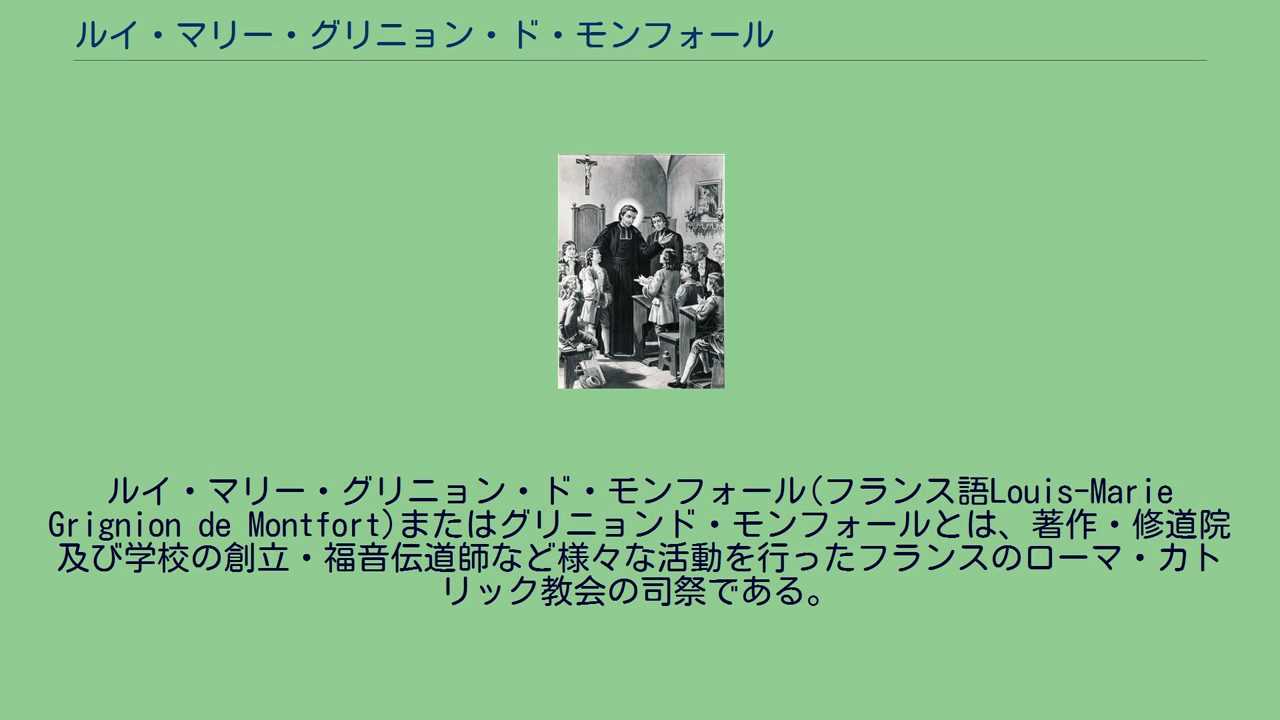 ルイ・マリー・グリニョン・ド・モンフォール
ルイ・マリー・グリニョン・ド・モンフォール(フランス語Louis-Marie
Grignion de Montfort)またはグリニョンド・モンフォールとは、著作・修道院
及び学校の創立・福音伝道師など様々な活動を行ったフランスのローマ・カト
リック教会の司祭である。